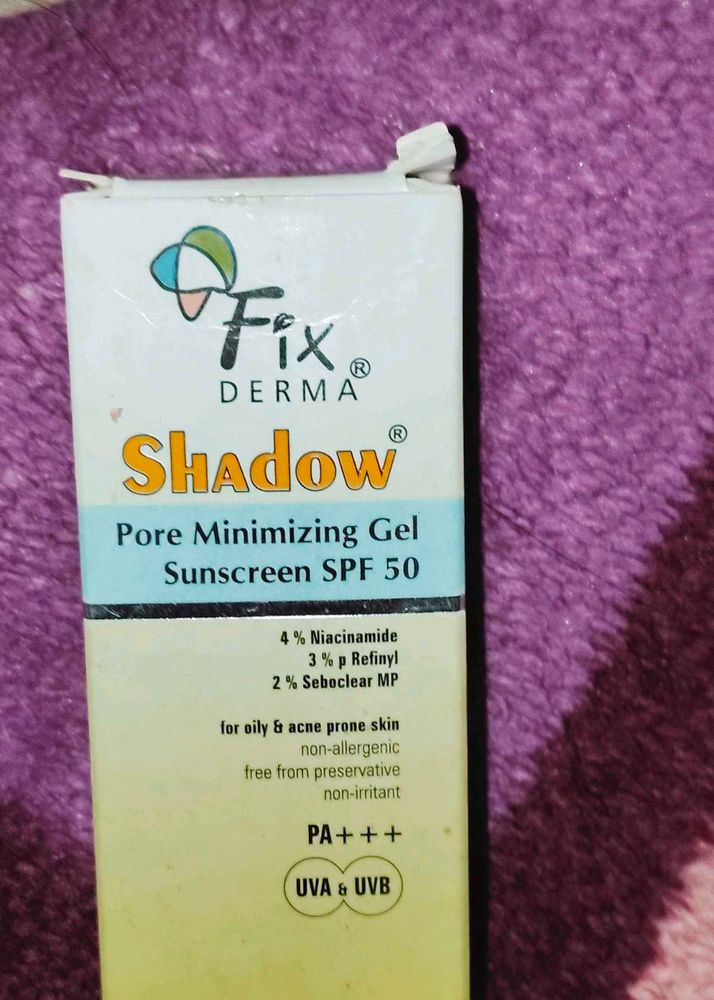 Fix®
DERMA
Shadow®
Pore Minimizing Gel
Sunscreen SPF 50
4 % Niacinamide
3 % p Refinyl
2 % Seboclear MP
for oily & acne prone skin
non-allergenic
free from preservative
non-irritant
PA+++
UVA & UVB